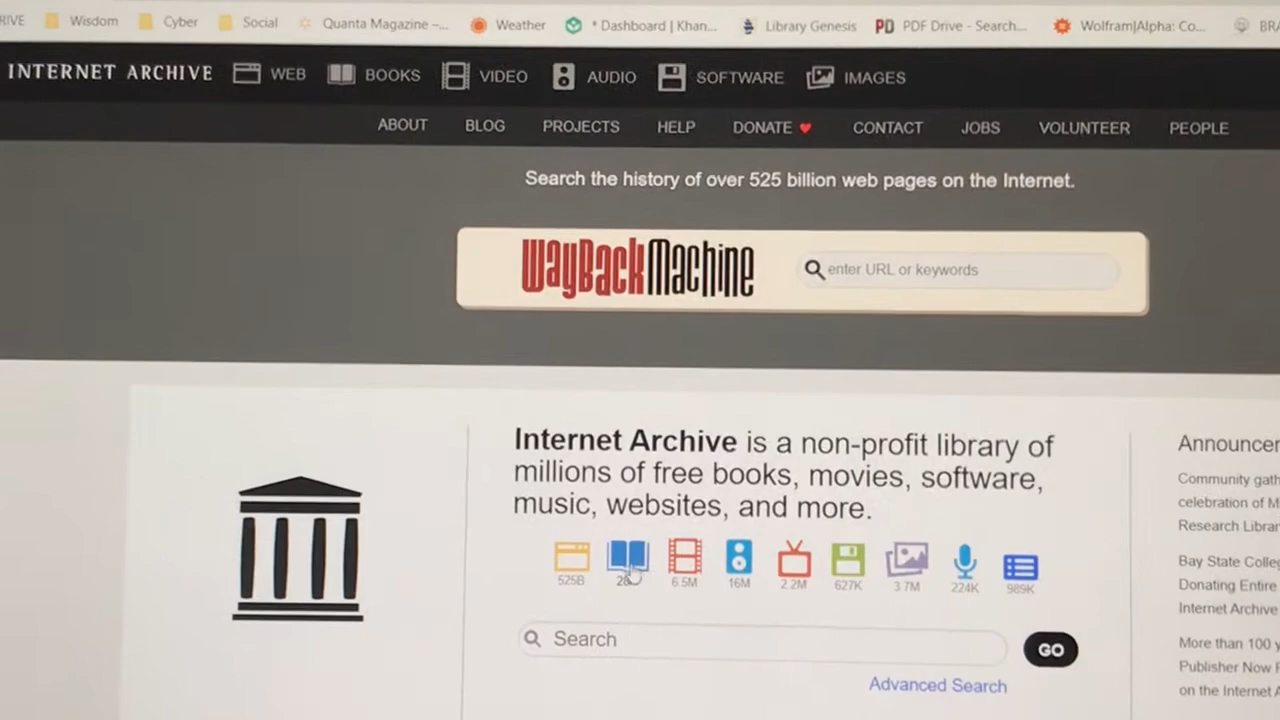 RIVE Wisdom Cyber Social Quanta Magazine –... Weather * Dashboard | Khan... Library Genesis PD PDF Drive - Search... Wolfram|Alpha: Co... BRA
INTERNET ARCHIVE WEB BOOKS VIDEO AUDIO SOFTWARE IMAGES
ABOUT BLOG PROJECTS HELP DONATE CONTACT JOBS VOLUNTEER PEOPLE
Search the history of over 525 billion web pages on the Internet.
WayBackMachine enter URL or keywords
Internet Archive is a non-profit library of
millions of free books, movies, software,
music, websites, and more.
525B 6.5M 16M 2.2M 627K 3.7M 224K 989K
Search GO
Advanced Search
Announcer
Community gath
celebration of M
Research Librar
Bay State Colleg
Donating Entire
Internet Archive
More than 100 y
Publisher Now F
on the Internet A